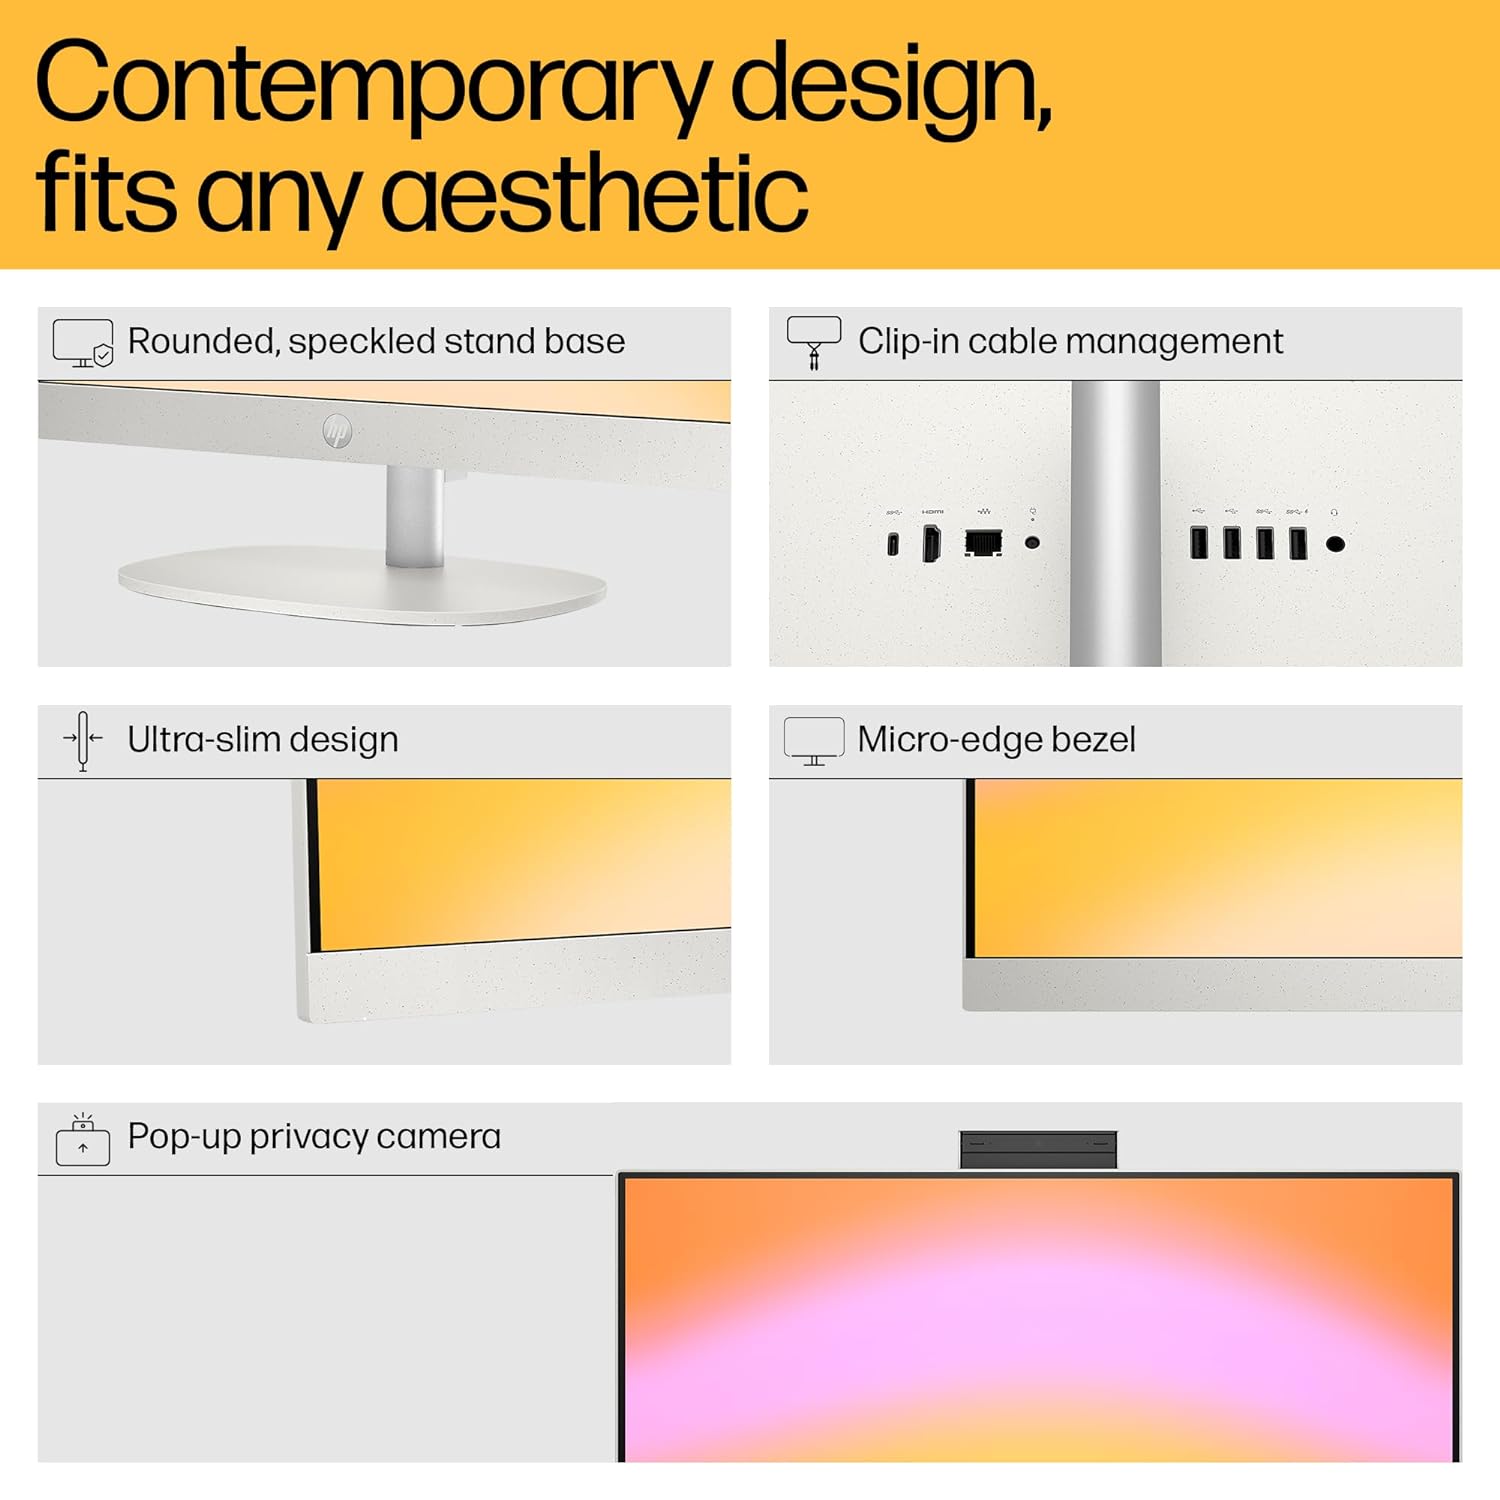 Contemporary design,
fits any aesthetic
Rounded, speckled stand base
hp
Clip-in cable management
HDMI
Ultra-slim design
Micro-edge bezel
Pop-up privacy camera